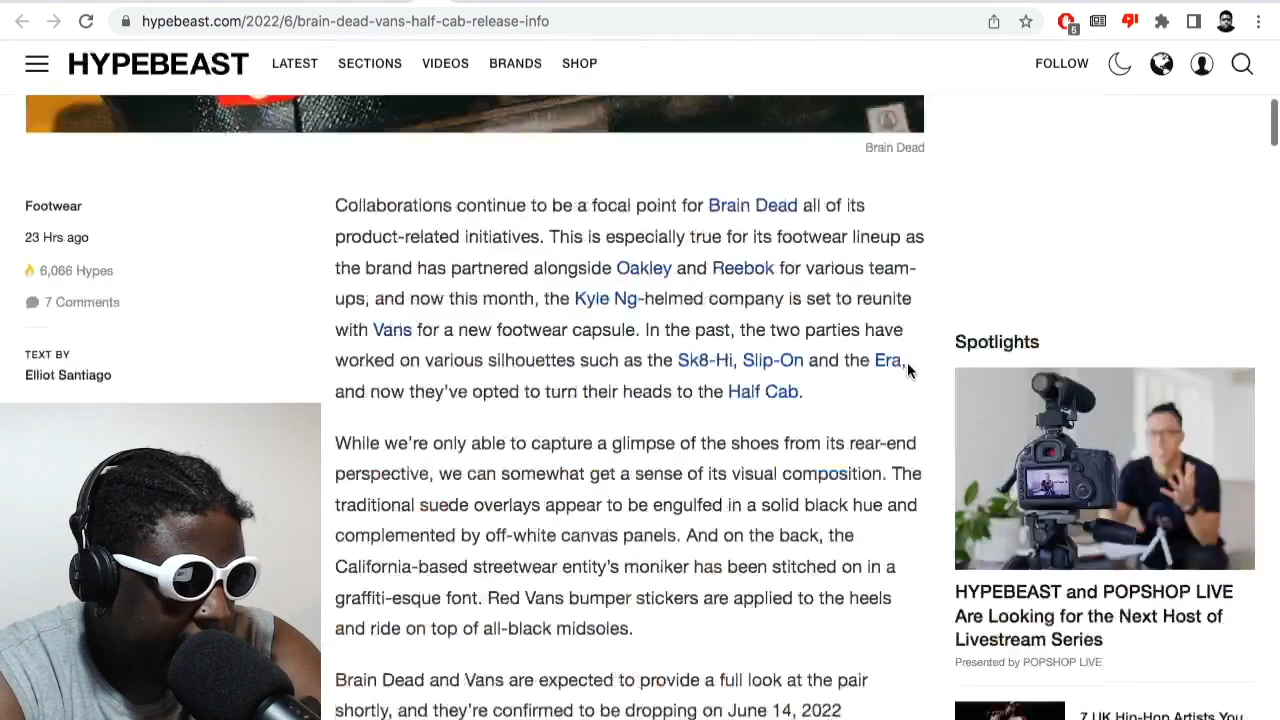 hypebeast.com/2022/6/brain-dead-vans-half-cab-release-info
5
HYPEBEAST LATEST SECTIONS VIDEOS BRANDS SHOP FOLLOW
Brain Dead
Footwear
23 Hrs ago
6,066 Hypes
7 Comments
TEXT BY
Elliot Santiago
Collaborations continue to be a focal point for Brain Dead all of its
product-related initiatives. This is especially true for its footwear lineup as
the brand has partnered alongside Oakley and Reebok for various team-
ups, and now this month, the Kyle Ng-helmed company is set to reunite
with Vans for a new footwear capsule. In the past, the two parties have
worked on various silhouettes such as the Sk8-Hi, Slip-On and the Era,
and now they’ve opted to turn their heads to the Half Cab.
While we’re only able to capture a glimpse of the shoes from its rear-end
perspective, we can somewhat get a sense of its visual composition. The
traditional suede overlays appear to be engulfed in a solid black hue and
complemented by off-white canvas panels. And on the back, the
California-based streetwear entity’s moniker has been stitched on in a
graffiti-esque font. Red Vans bumper stickers are applied to the heels
and ride on top of all-black midsoles.
Brain Dead and Vans are expected to provide a full look at the pair
shortly, and they’re confirmed to be dropping on June 14, 2022
Spotlights
HYPEBEAST and POPSHOP LIVE
Are Looking for the Next Host of
Livestream Series
Presented by POPSHOP LIVE
7 UK Hip-Hop Artists You